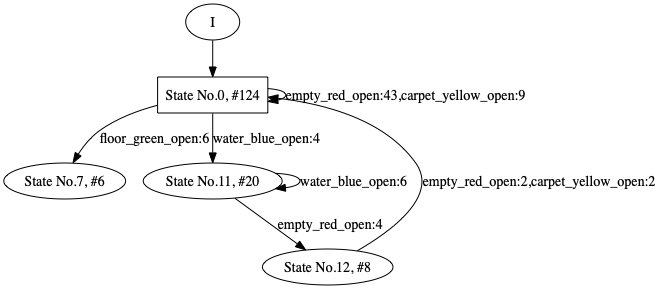 I
State No.0, #124
empty_red_open:43,carpet_yellow_open:9
floor_green_open:6
water_blue_open:4
State No.7, #6
State No.11, #20
water_blue_open:6
empty_red_open:2,carpet_yellow_open:2
empty_red_open:4
State No.12, #8